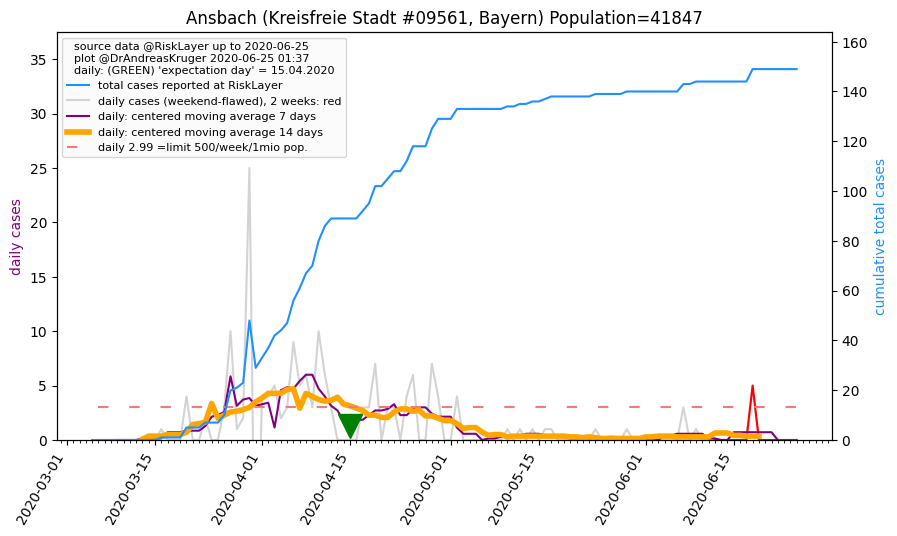 Ansbach (Kreisfreie Stadt #09561, Bayern) Population=41847
source data @RiskLayer up to 2020-06-25
plot @DrAndreasKruger 2020-06-25 01:37
daily: (GREEN) 'expectation day' = 15.04.2020
total cases reported at RiskLayer
daily cases (weekend-flawed), 2 weeks: red
daily: centered moving average 7 days
daily: centered moving average 14 days
daily 2.99 =limit 500/week/1mio pop.
daily cases
35
30
25
20
15
10
5
0
cumulative total cases
160
140
120
100
80
60
40
20
0
2020-03-01
2020-03-15
2020-04-01
2020-04-15
2020-05-01
2020-05-15
2020-06-01
2020-06-15